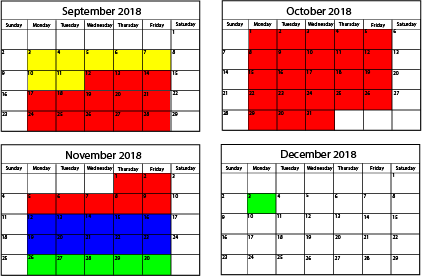 September 2018
Sunday Monday Tuesday Wednesday Thursday Friday Saturday
1
2 3 4 5 6 7 8
9 10 11 12 13 14 15
16 17 18 19 20 21 22
23 24 25 26 27 28 29
October 2018
Sunday Monday Tuesday Wednesday Thursday Friday Saturday
1 2 3 4 5 6
7 8 9 10 11 12 13
14 15 16 17 18 19 20
21 22 23 24 25 26 27
28 29 30 31
November 2018
Sunday Monday Tuesday Wednesday Thursday Friday Saturday
1 2 3
4 5 6 7 8 9 10
11 12 13 14 15 16 17
18 19 20 21 22 23 24
25 26 27 28 29 30
December 2018
Sunday Monday Tuesday Wednesday Thursday Friday Saturday
1
2 3 4 5 6 7 8
9 10 11 12 13 14 15
16 17 18 19 20 21 22
23 24 25 26 27 28 29